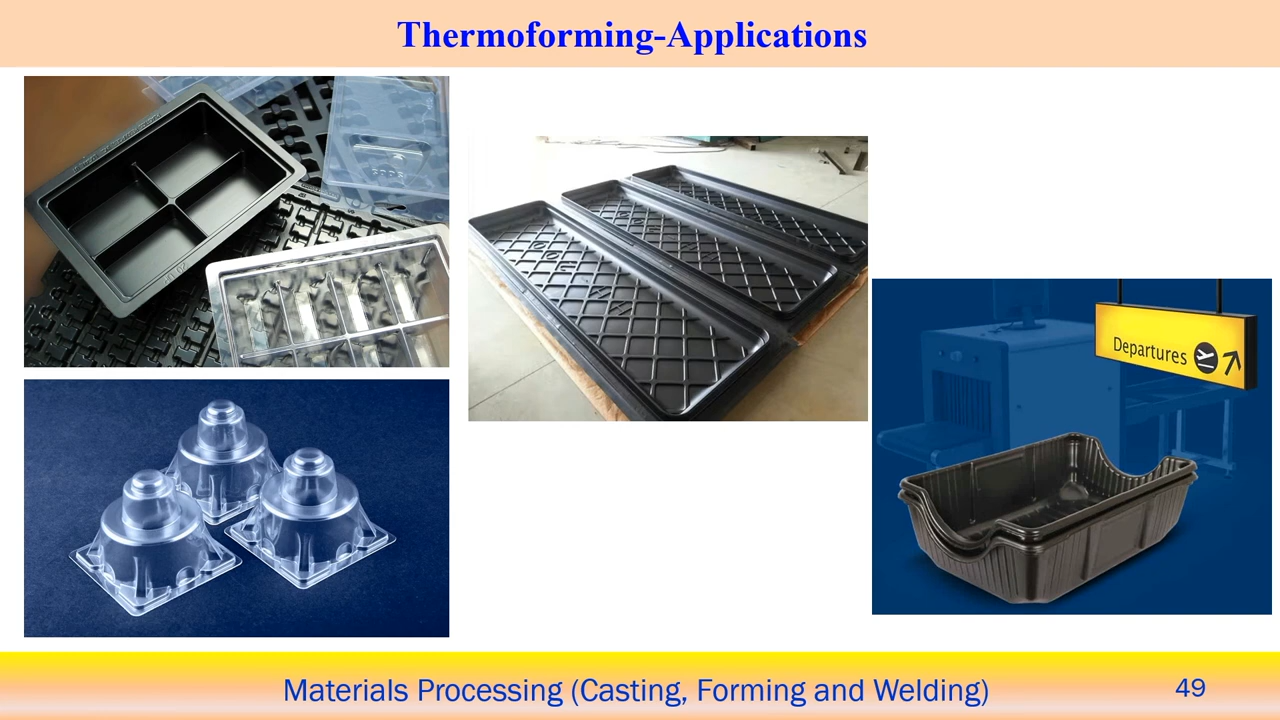 Thermoforming-Applications
Departures
Materials Processing (Casting, Forming and Welding)
49